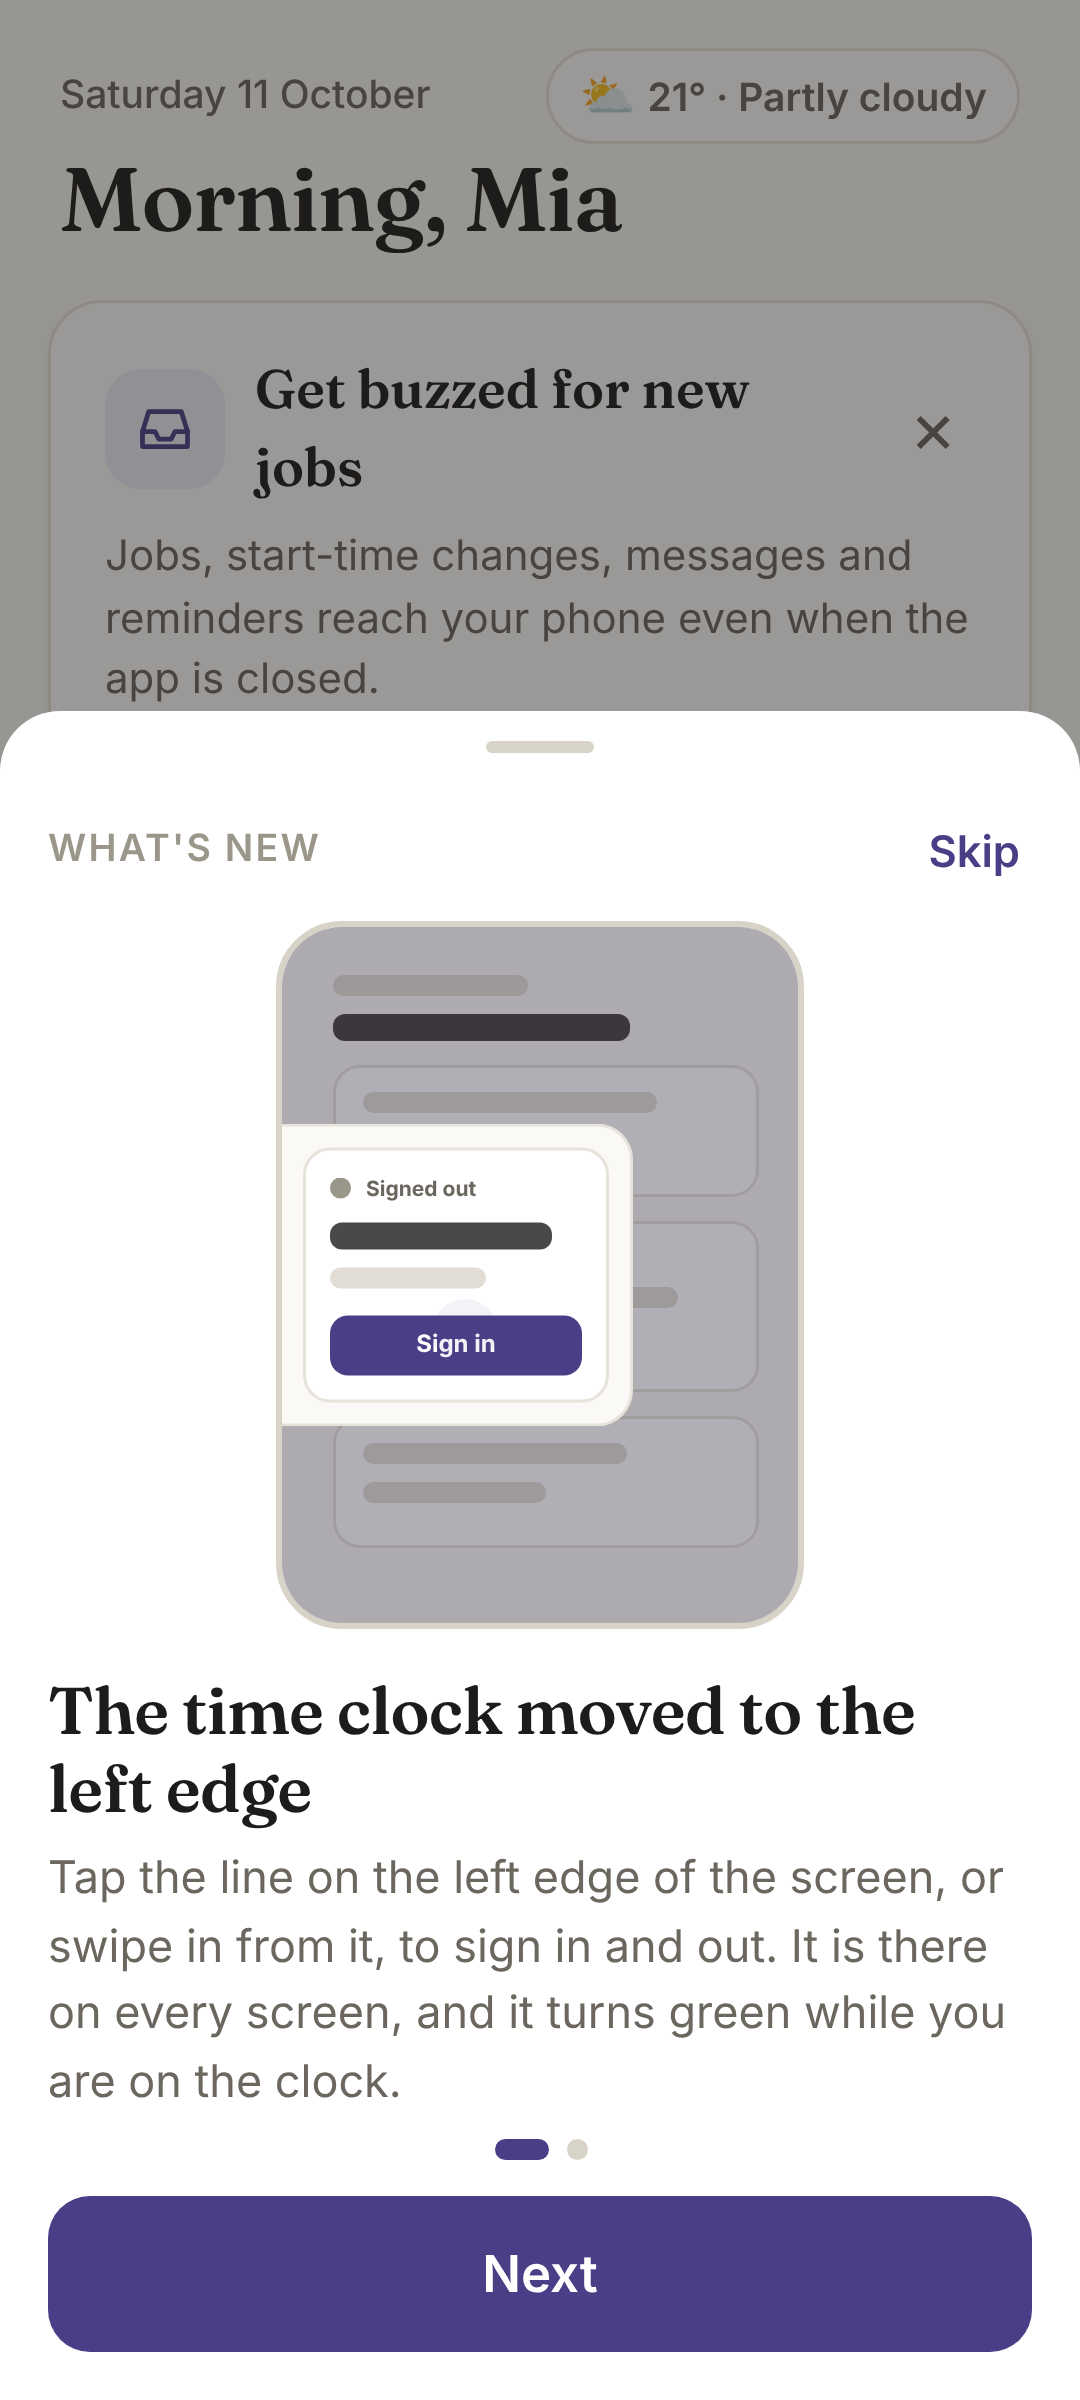 Saturday 11 October
21° · Partly cloudy
Morning, Mia
Get buzzed for new
jobs
Jobs, start-time changes, messages and
reminders reach your phone even when the
app is closed.
WHAT'S NEW
Skip
Signed out
Sign in
The time clock moved to the
left edge
Tap the line on the left edge of the screen, or
swipe in from it, to sign in and out. It is there
on every screen, and it turns green while you
are on the clock.
Next